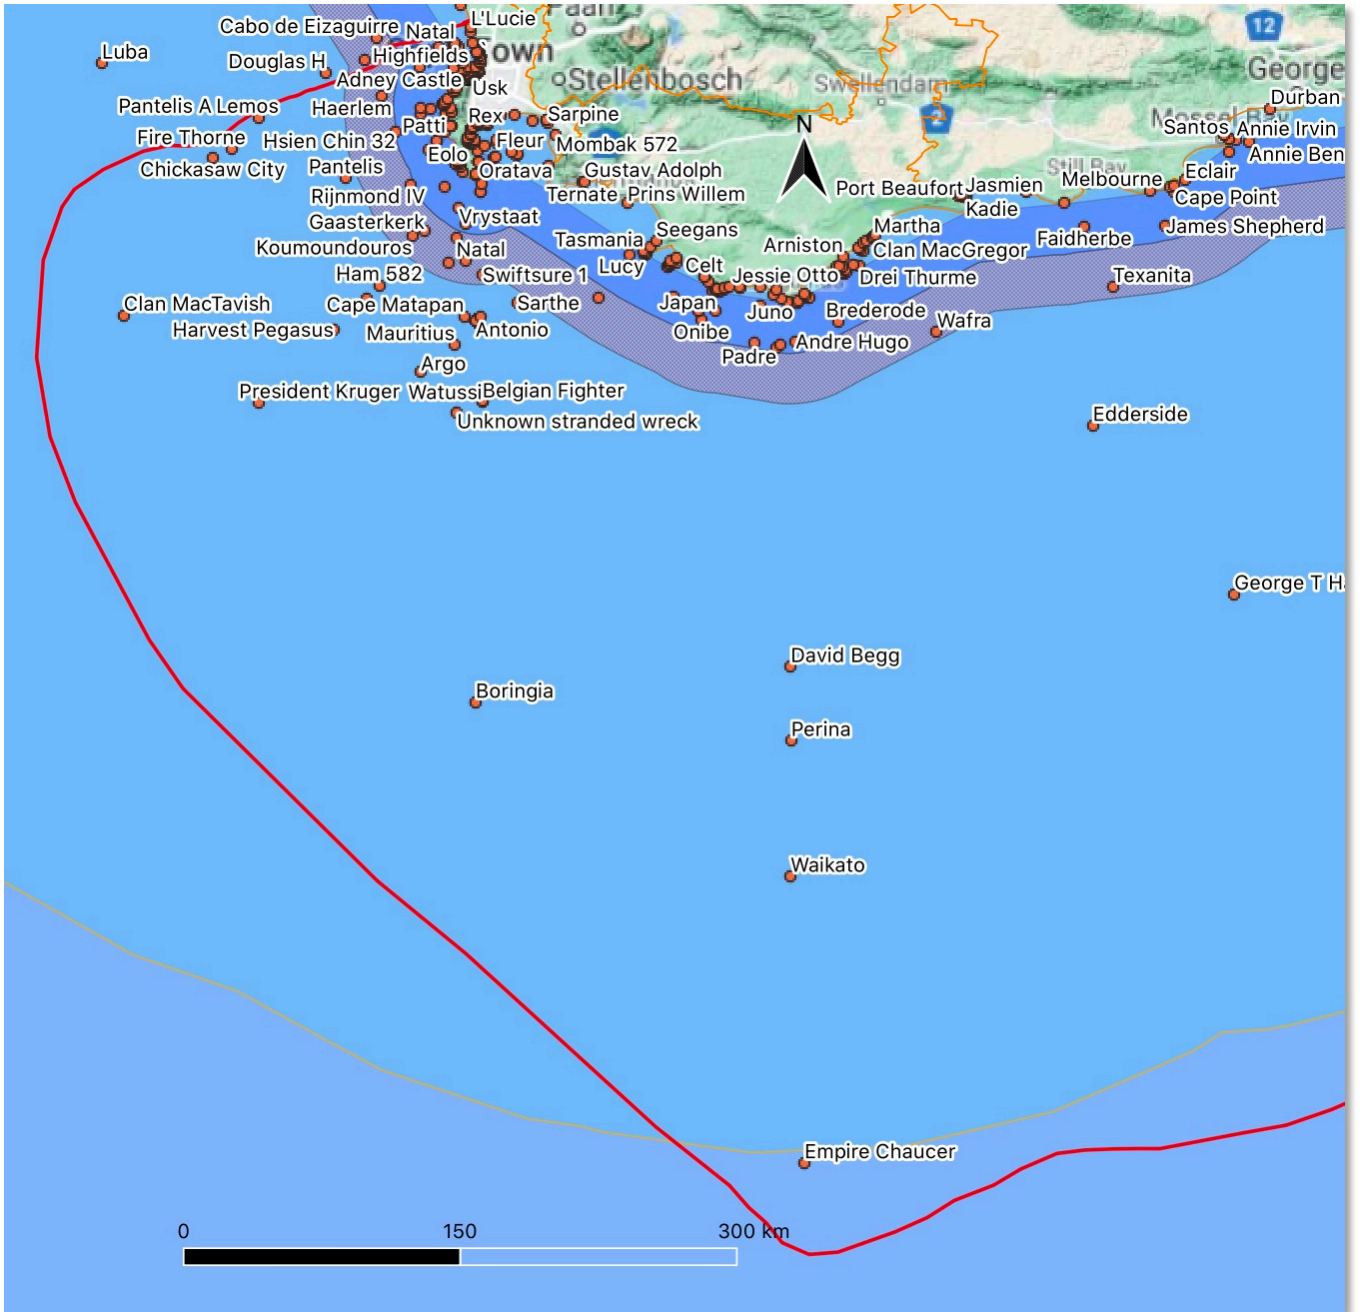 Cabo de Eizaguirre
Natal
L'Lucie
12
Luba
Douglas H
Highfields
own
George
Adney Castle
Usk
Stellenbosch
Swellendam
Durban
Pantelis A Lemos
Haerlem
Rex
Sarpine
N
Mossel Bay
Santos
Annie Irvin
Fire Thorne
Hsien Chin 32
Patti
Fleur
Mombak 572
Annie Ben
Chickasaw City
Pantelis
Eolo
Oratava
Gustav Adolph
Still Bay
Melbourne
Eclair
Rijnmond IV
Ternate
Prins Willem
Port Beaufort
Jasmien
Kadie
Cape Point
Gaasterkerk
Vrystaat
Seegans
Martha
James Shepherd
Koumoundouros
Natal
Tasmania
Arniston
Clan MacGregor
Faidherbe
Ham 582
Swiftsure 1
Lucy
Celt
Jessie Otto
Drei Thurme
Texanita
Clan MacTavish
Cape Matapan
Sarthe
Japan
Juno
Brederode
Harvest Pegasus
Mauritius
Antonio
Onibe
Wafra
Padre
Andre Hugo
Argo
President Kruger
Watussi
Belgian Fighter
Unknown stranded wreck
Edderside
George T H
David Begg
Boringia
Perina
Waikato
Empire Chaucer
0 150 300 km